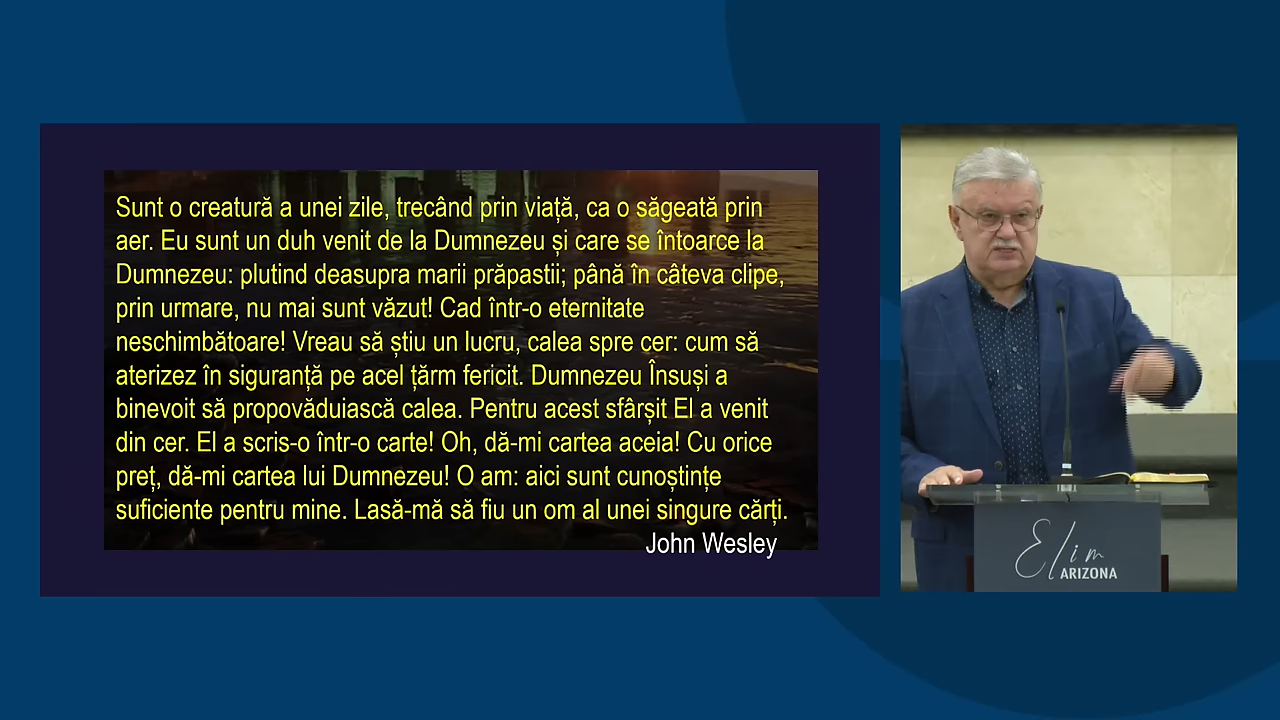 Sunt o creatură a unei zile, trecând prin viață, ca o săgeată prin
aer. Eu sunt un duh venit de la Dumnezeu și care se întoarce la
Dumnezeu: plutind deasupra marii prăpastii; până în câteva clipe,
prin urmare, nu mai sunt văzut! Cad într-o eternitate
neschimbătoare! Vreau să știu un lucru, calea spre cer: cum să
aterizez în siguranță pe acel țărm fericit. Dumnezeu Însuși a
binevoit să propovăduiască calea. Pentru acest sfârșit El a venit
din cer. El a scris-o într-o carte! Oh, dă-mi cartea aceia! Cu orice
preț, dă-mi cartea lui Dumnezeu! O am: aici sunt cunoștințe
suficiente pentru mine. Lasă-mă să fiu un om al unei singure cărți.
John Wesley
Elim
ARIZONA